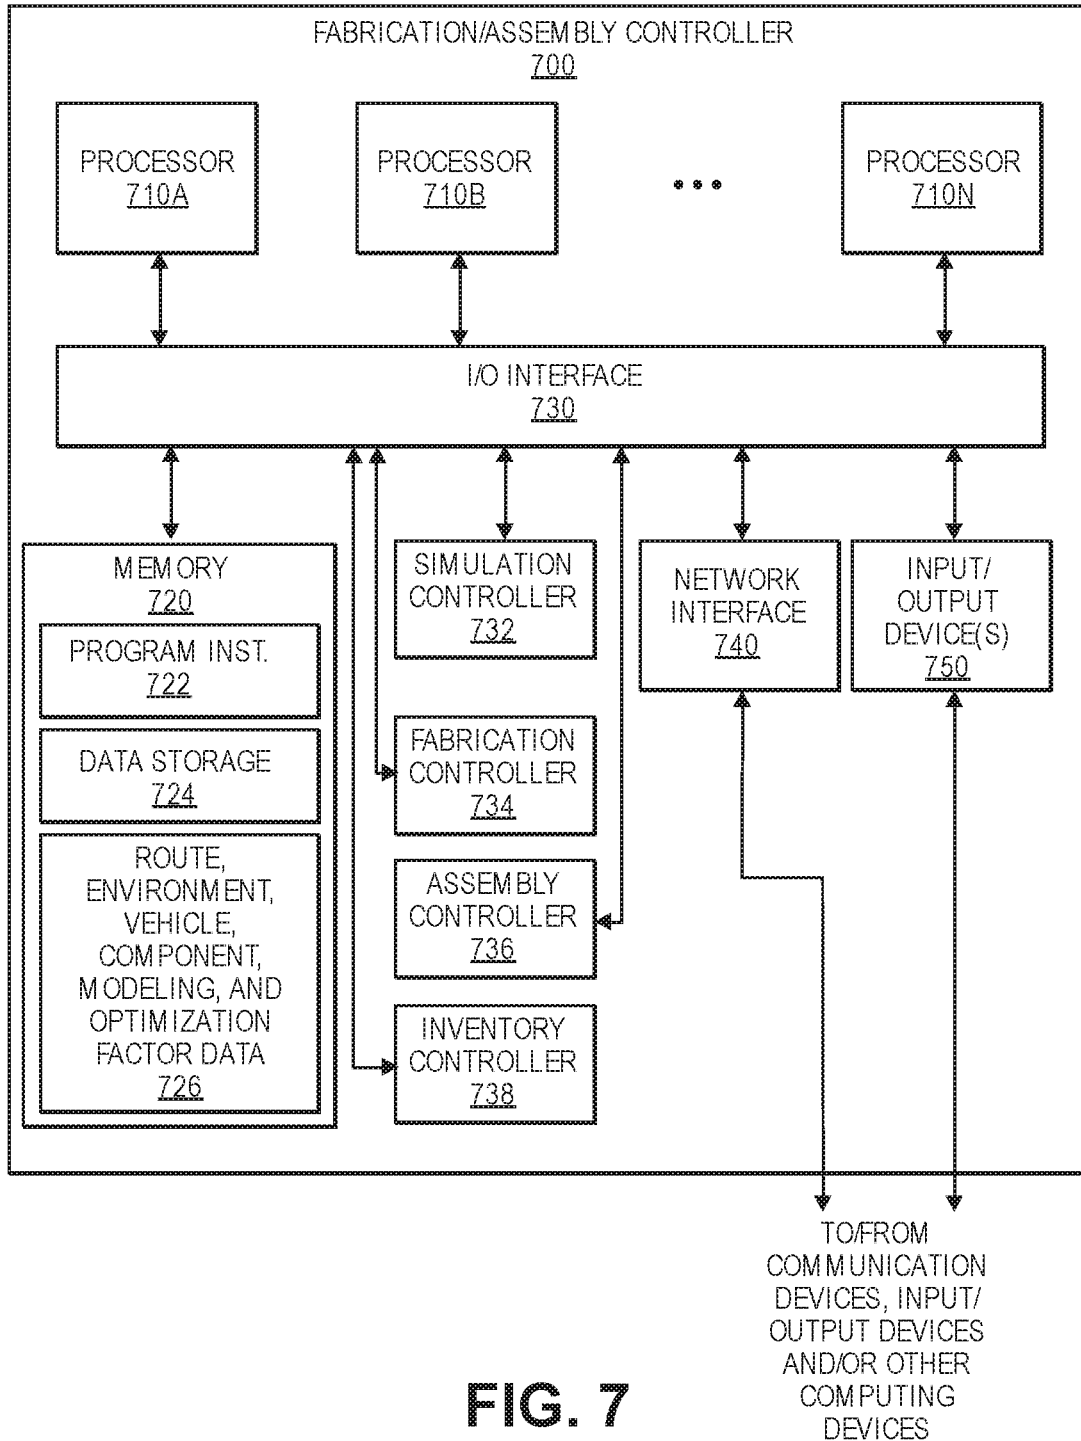 FABRICATION/ASSEMBLY CONTROLLER
700
PROCESSOR
710A
PROCESSOR
710B
•••
PROCESSOR
710N
I/O INTERFACE
730
MEMORY
720
PROGRAM INST.
722
DATA STORAGE
724
ROUTE,
ENVIRONMENT,
VEHICLE,
COMPONENT,
MODELING, AND
OPTIMIZATION
FACTOR DATA
726
SIMULATION
CONTROLLER
732
FABRICATION
CONTROLLER
734
ASSEMBLY
CONTROLLER
736
INVENTORY
CONTROLLER
738
NETWORK
INTERFACE
740
INPUT/
OUTPUT
DEVICE(S)
750
TO/FROM
COMMUNICATION
DEVICES, INPUT/
OUTPUT DEVICES
AND/OR OTHER
COMPUTING
DEVICES
FIG. 7